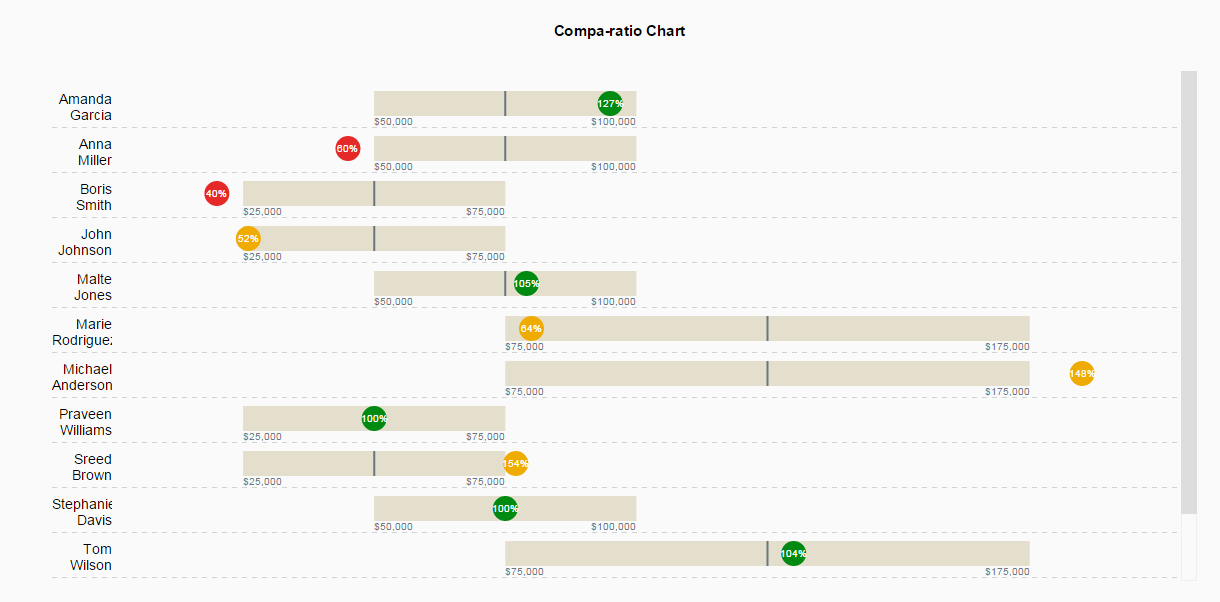 Compa-ratio Chart
Amanda
Garcia
127%
$50,000 $100,000
Anna
Miller
60%
$50,000 $100,000
Boris
Smith
40%
$25,000 $75,000
John
Johnson
52%
$25,000 $75,000
Malte
Jones
105%
$50,000 $100,000
Marie
Rodriguez
64%
$75,000 $175,000
Michael
Anderson
148%
$75,000 $175,000
Praveen
Williams
100%
$25,000 $75,000
Sreed
Brown
154%
$25,000 $75,000
Stephanie
Davis
100%
$50,000 $100,000
Tom
Wilson
104%
$75,000 $175,000